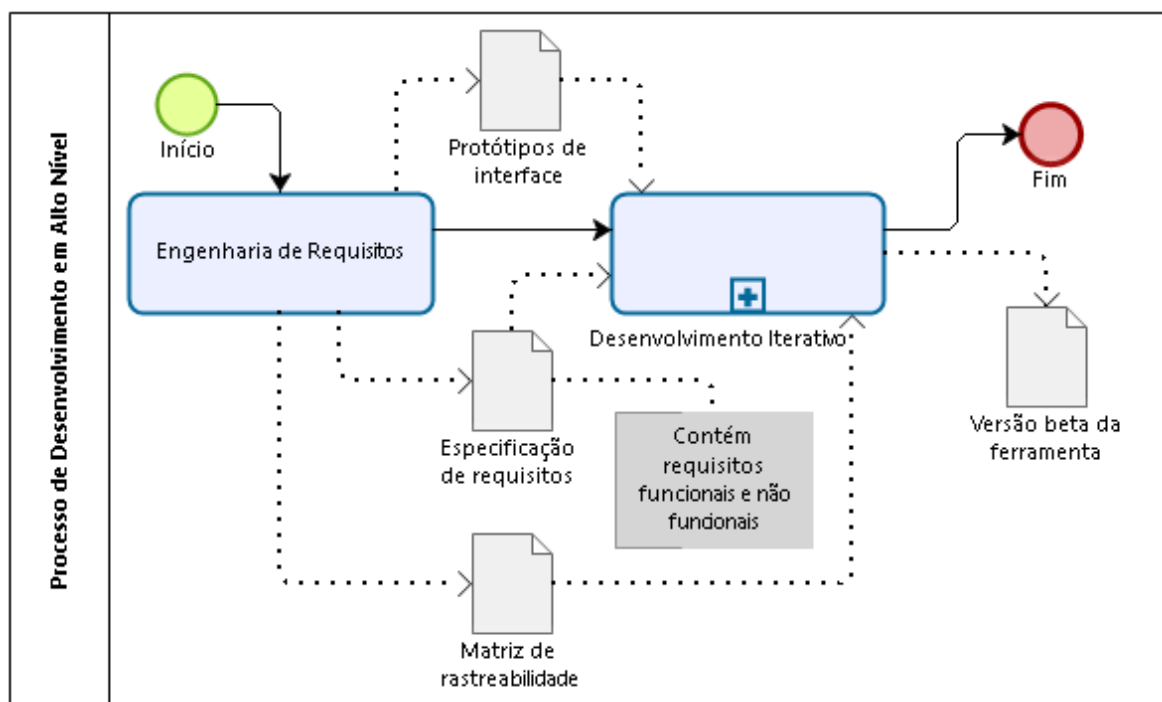 Processo de Desenvolvimento em Alto Nível
Início
Protótipos de
interface
Fim
Engenharia de Requisitos
Desenvolvimento Iterativo
Especificação
de requisitos
Contém
requisitos
funcionais e não
funcionais
Versão beta da
ferramenta
Matriz de
rastreabilidade